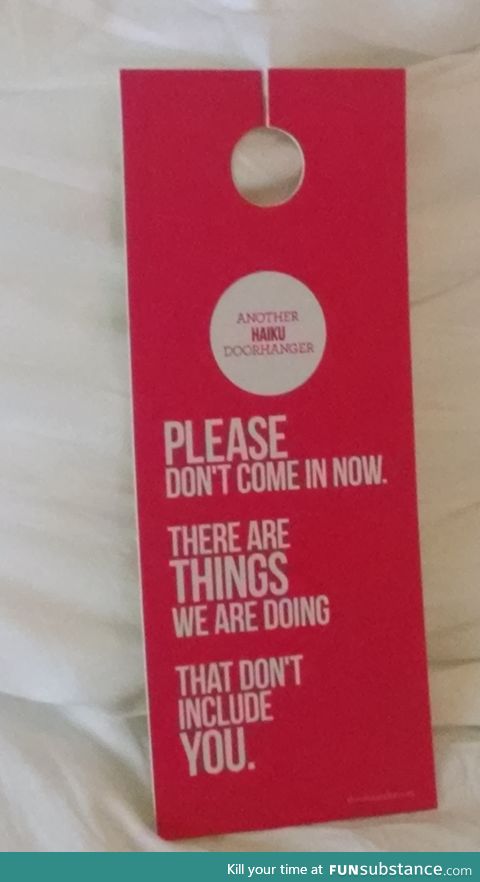 ANOTHER
HAIKU
DOORHANGER
PLEASE
DON'T COME IN NOW.
THERE ARE
THINGS
WE ARE DOING
THAT DON'T
INCLUDE
YOU.
Kill your time at FUNsubstance.com